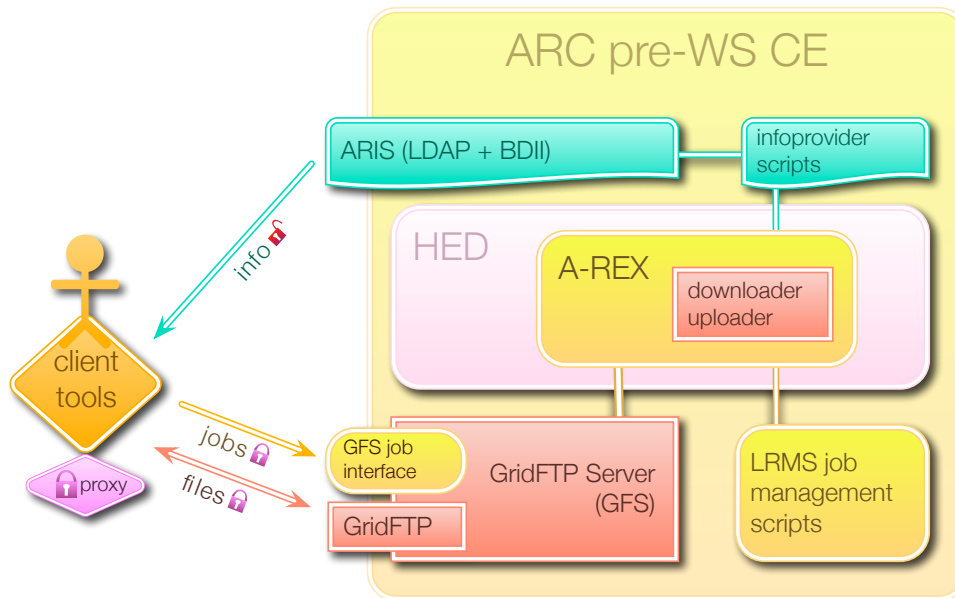 ARC pre-WS CE
ARIS (LDAP + BDII)
infoprovider
scripts
info
HED
A-REX
downloader
uploader
client
tools
proxy
jobs
files
GFS job
interface
GridFTP
GridFTP Server
(GFS)
LRMS job
management
scripts